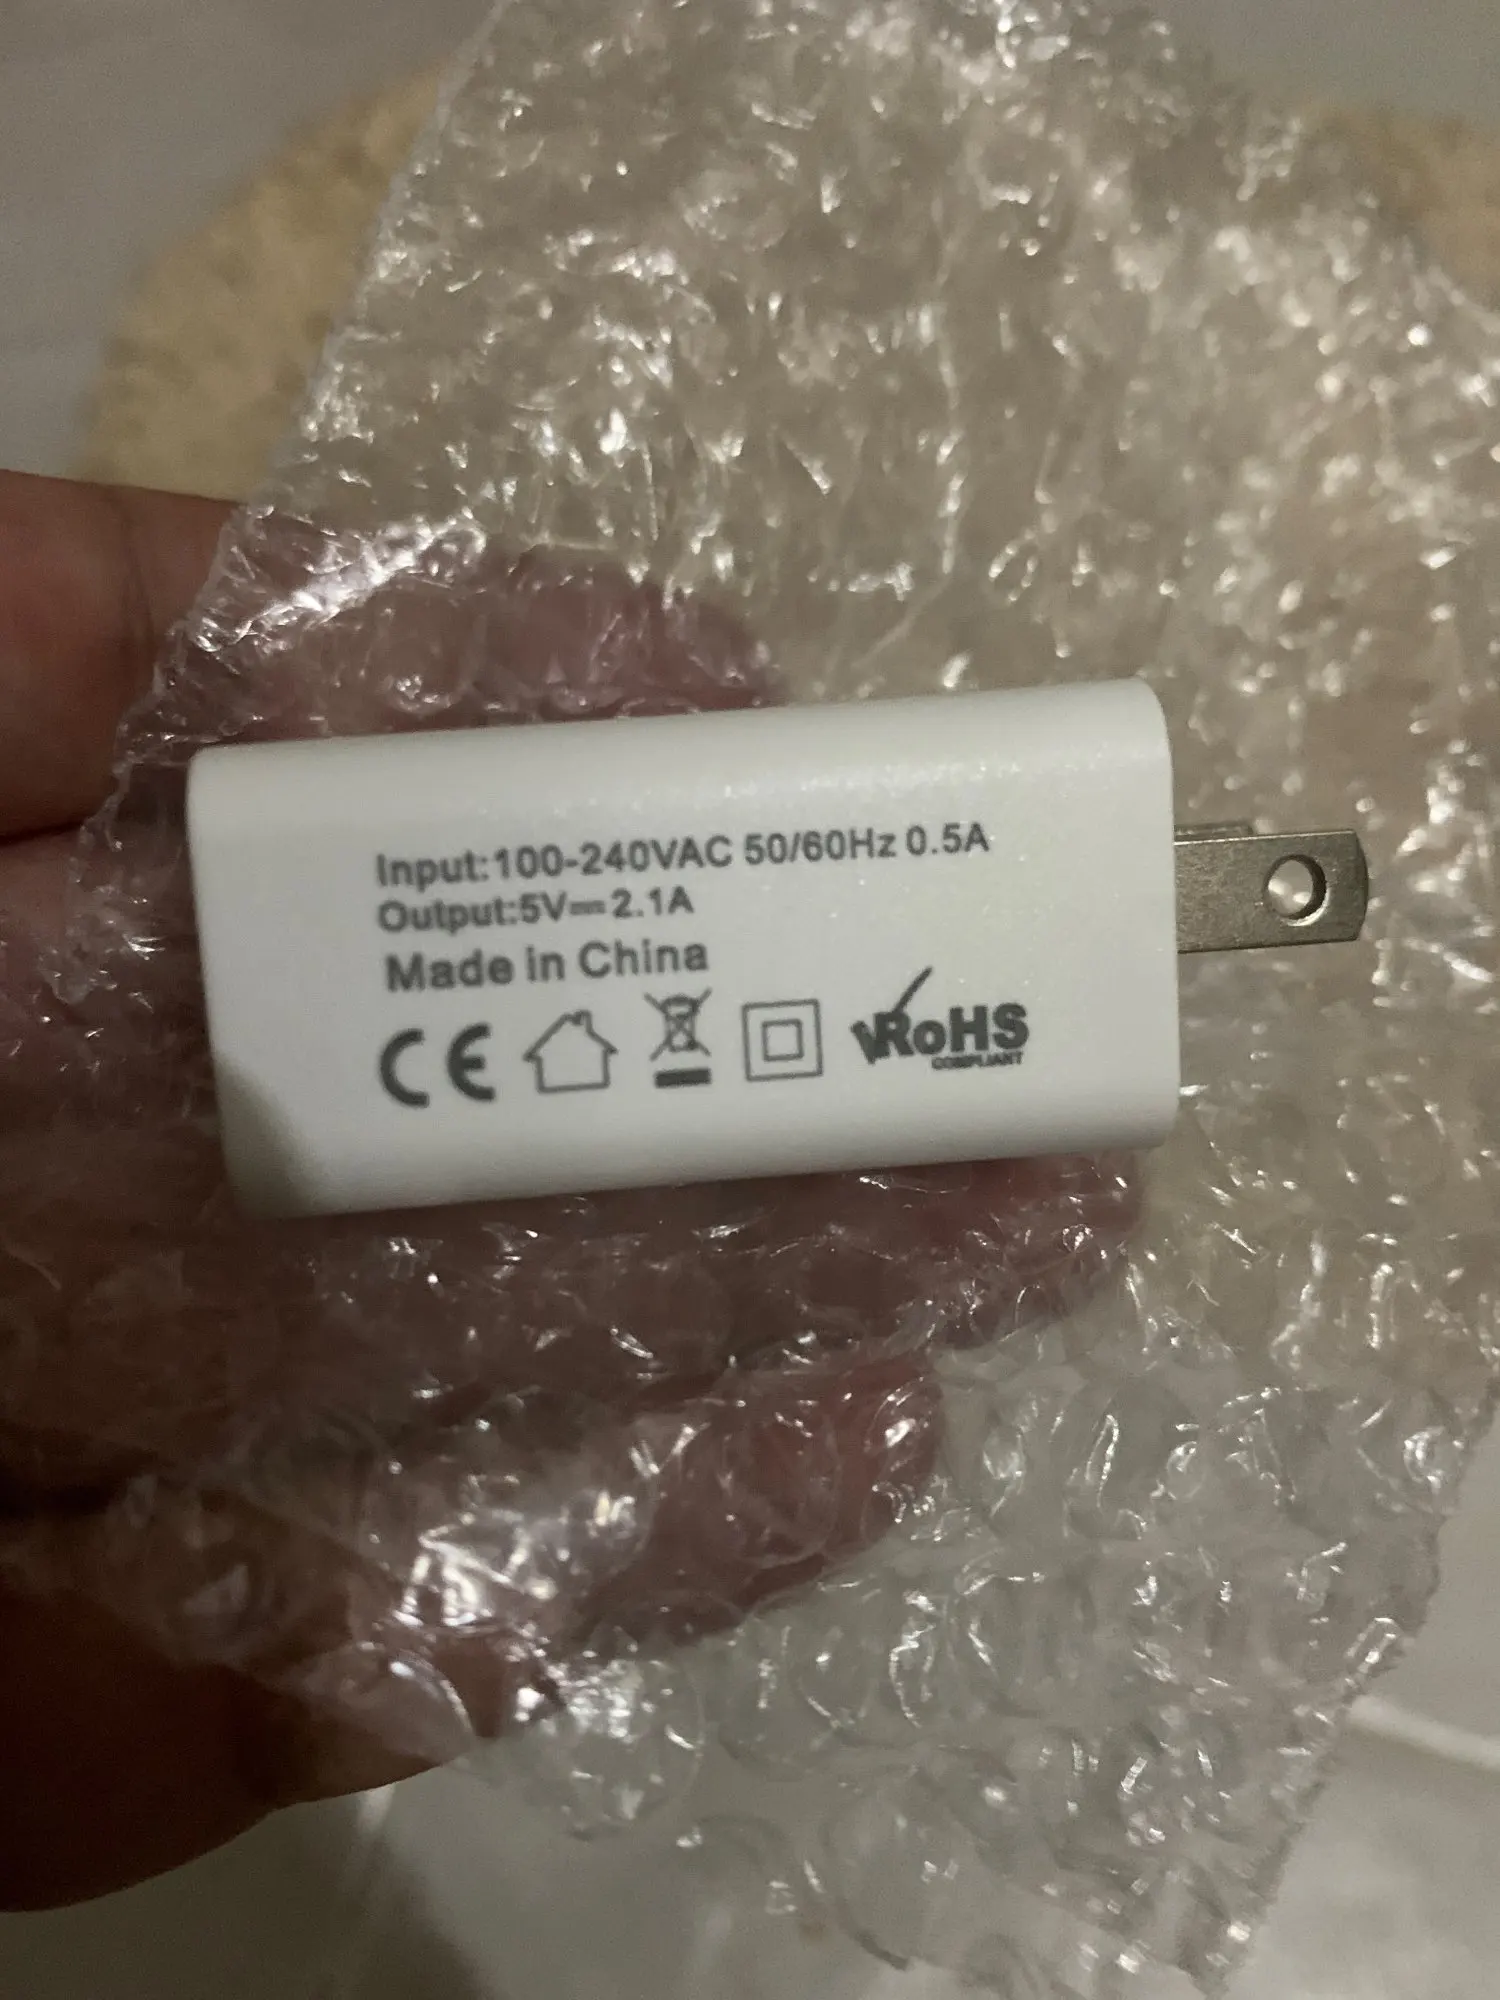 Input:100-240VAC 50/60Hz 0.5A
Output:5V⎓2.1A
Made in China
CE RoHS
COMPLIANT